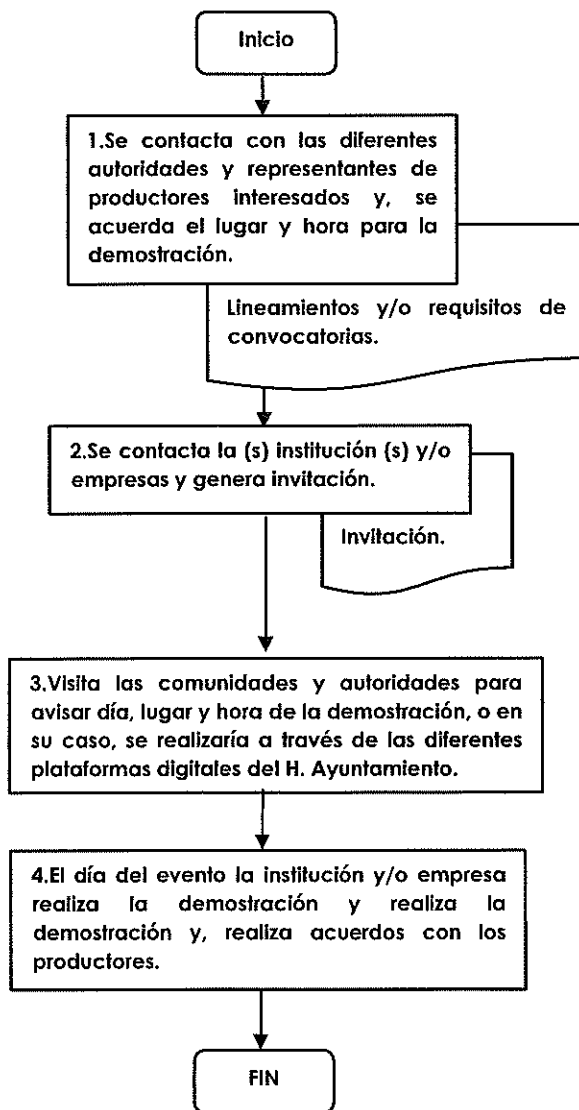 Inicio
1.Se contacta con las diferentes
autoridades y representantes de
productores interesados y, se
acuerda el lugar y hora para la
demostración.
Lineamientos y/o requisitos de
convocatorias.
2.Se contacta la (s) institución (s) y/o
empresas y genera invitación.
Invitación.
3.Visita las comunidades y autoridades para
avisar día, lugar y hora de la demostración, o en
su caso, se realizaría a través de las diferentes
plataformas digitales del H. Ayuntamiento.
4.El día del evento la institución y/o empresa
realiza la demostración y realiza la
demostración y, realiza acuerdos con los
productores.
FIN